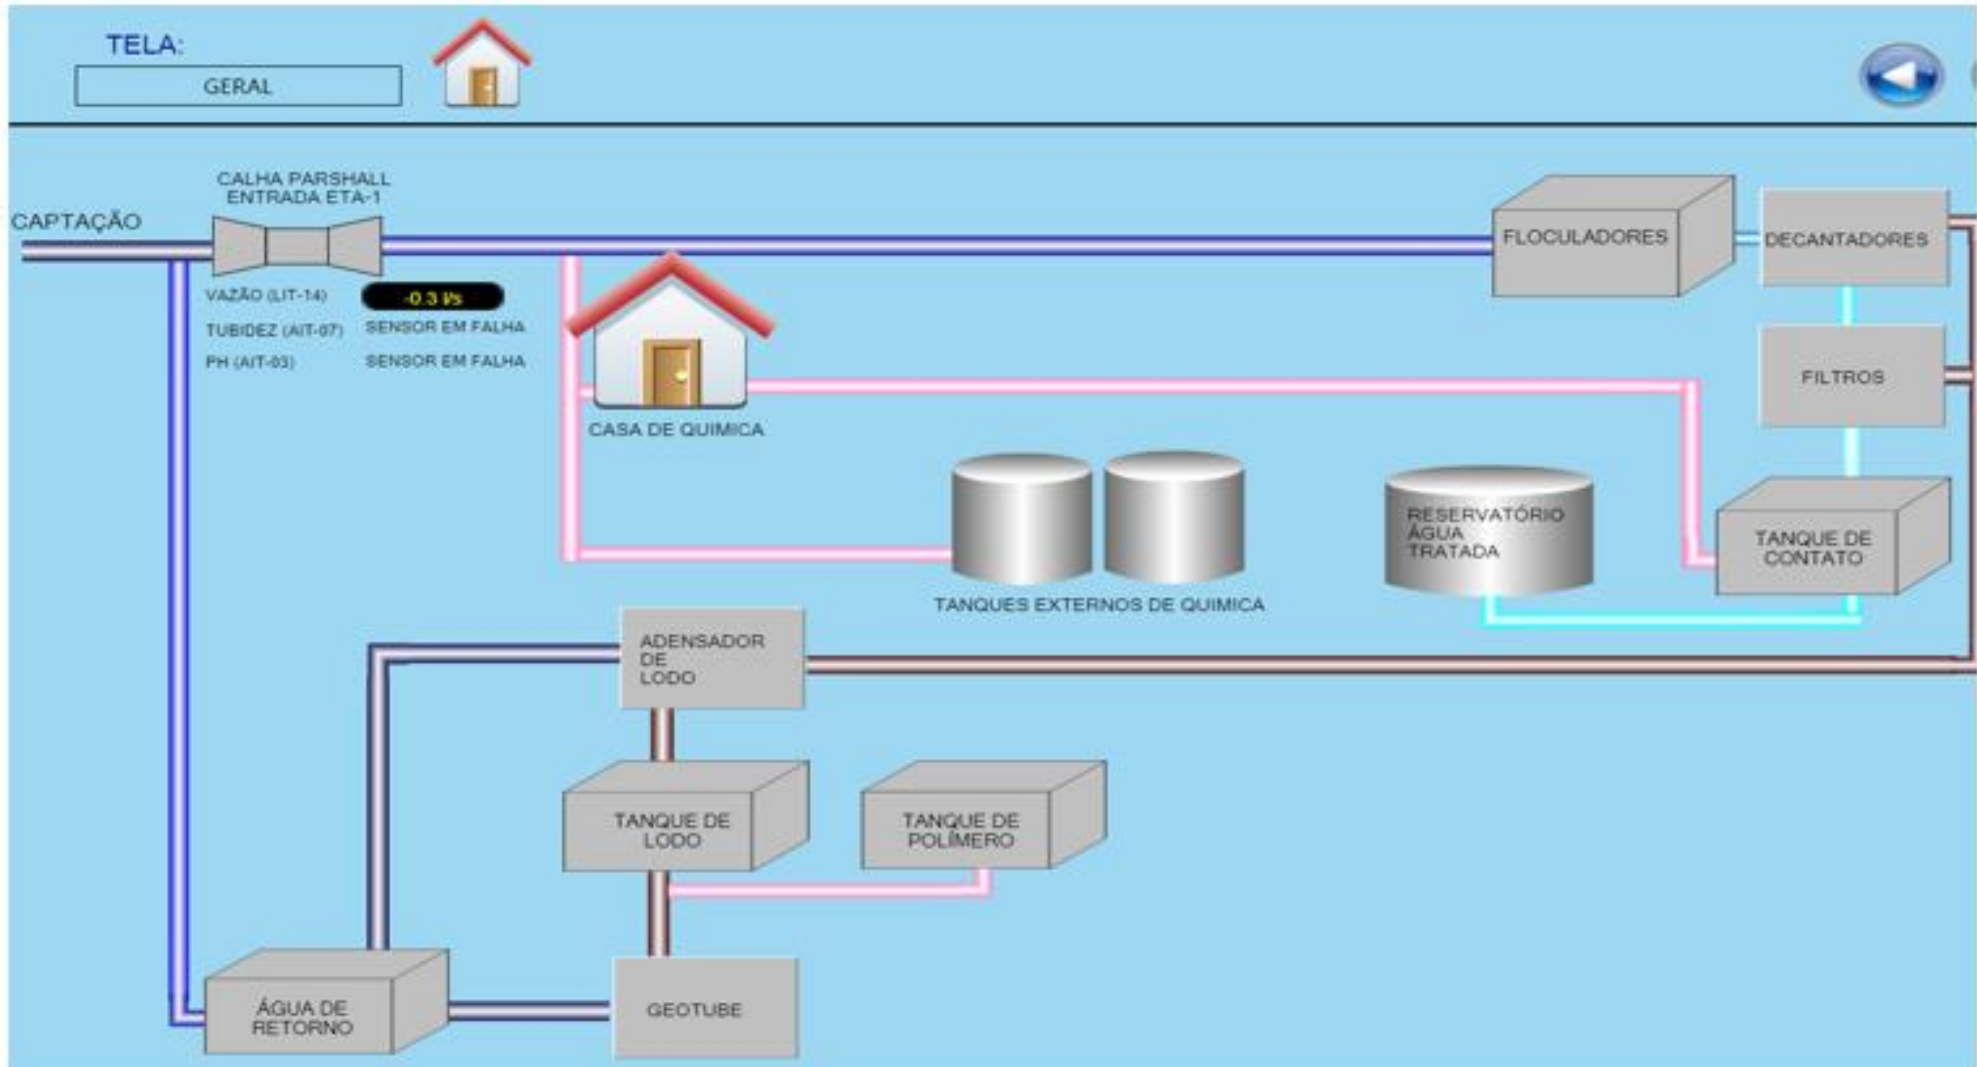 TELA:
GERAL
CALHA PARSHALL
ENTRADA ETA-1
CAPTAÇÃO
VAZÃO (LIT-14)
-0.3 l/s
TUBIDEZ (AIT-07)
SENSOR EM FALHA
PH (AIT-03)
SENSOR EM FALHA
FLOCULADORES
DECANTADORES
FILTROS
CASA DE QUIMICA
RESERVATÓRIO
ÁGUA
TRATADA
TANQUE DE
CONTATO
TANQUES EXTERNOS DE QUIMICA
ADENSADOR
DE
LODO
TANQUE DE
LODO
TANQUE DE
POLÍMERO
ÁGUA DE
RETORNO
GEOTUBE